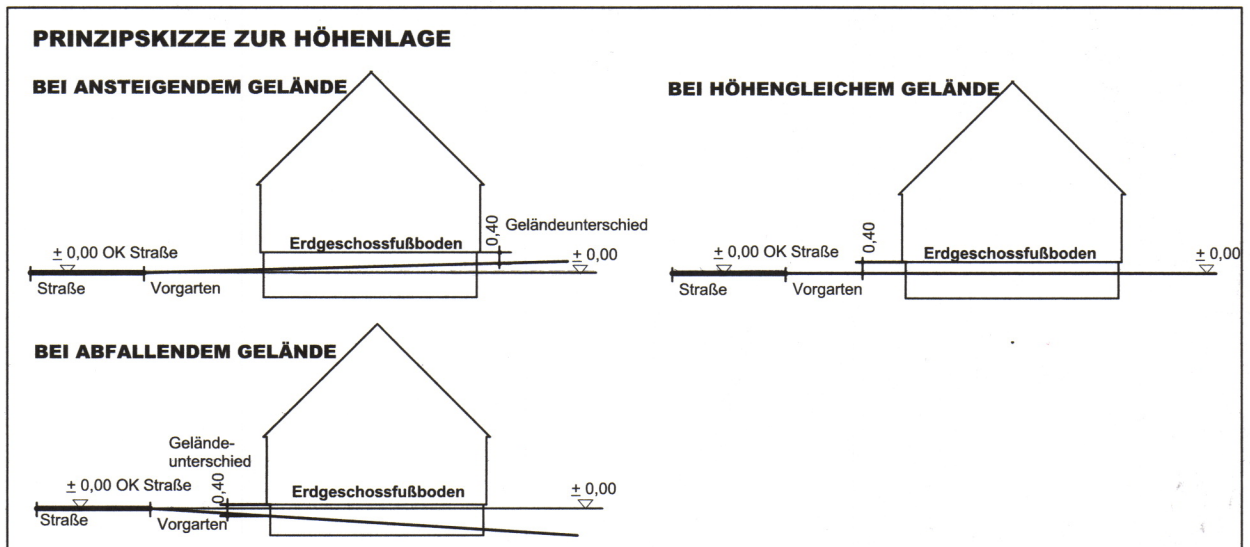 PRINZIPSKIZZE ZUR HÖHENLAGE
BEI ANSTEIGENDEM GELÄNDE
Erdgeschossfußboden
0,40
Geländeunterschied
± 0,00 OK Straße
± 0,00
Straße
Vorgarten
BEI HÖHENGLEICHEM GELÄNDE
0,40
± 0,00 OK Straße
Erdgeschossfußboden
± 0,00
Straße
Vorgarten
BEI ABFALLENDEM GELÄNDE
Gelände-
unterschied
0,40
± 0,00 OK Straße
Erdgeschossfußboden
± 0,00
Straße
Vorgarten